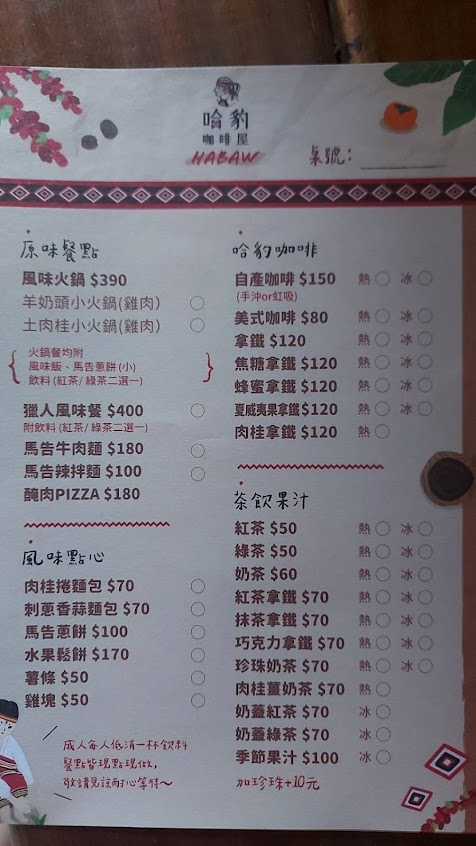 哈豹
咖啡屋
HABAW
桌號:
原味餐點
風味火鍋 $390
羊奶頭小火鍋(雞肉)
土肉桂小火鍋(雞肉)
火鍋餐均附
風味飯、馬告蔥餅(小)
飲料(紅茶/綠茶二選一)
獵人風味餐 $400
附飲料(紅茶/綠茶二選一)
馬告牛肉麵 $180
馬告辣拌麵 $100
醃肉PIZZA $180
風味點心
肉桂捲麵包 $70
刺蔥香蒜麵包 $70
馬告蔥餅 $100
水果鬆餅 $170
薯條 $50
雞塊 $50
成人每人低消一杯飲料
餐點皆現點現做,
敬請見諒耐心等待~
哈豹咖啡
自產咖啡 $150 熱 冰
(手沖or虹吸)
美式咖啡 $80 熱 冰
拿鐵 $120 熱 冰
焦糖拿鐵 $120 熱 冰
蜂蜜拿鐵 $120 熱 冰
夏威夷果拿鐵$120 熱 冰
肉桂拿鐵 $120 熱
茶飲果汁
紅茶 $50 熱 冰
綠茶 $50 熱 冰
奶茶 $60 熱 冰
紅茶拿鐵 $70 熱 冰
抹茶拿鐵 $70 熱 冰
巧克力拿鐵 $70 熱 冰
珍珠奶茶 $70 熱 冰
肉桂薑奶茶 $70 熱
奶蓋紅茶 $70 冰
奶蓋綠茶 $70 冰
季節果汁 $100 冰
加珍珠+10元